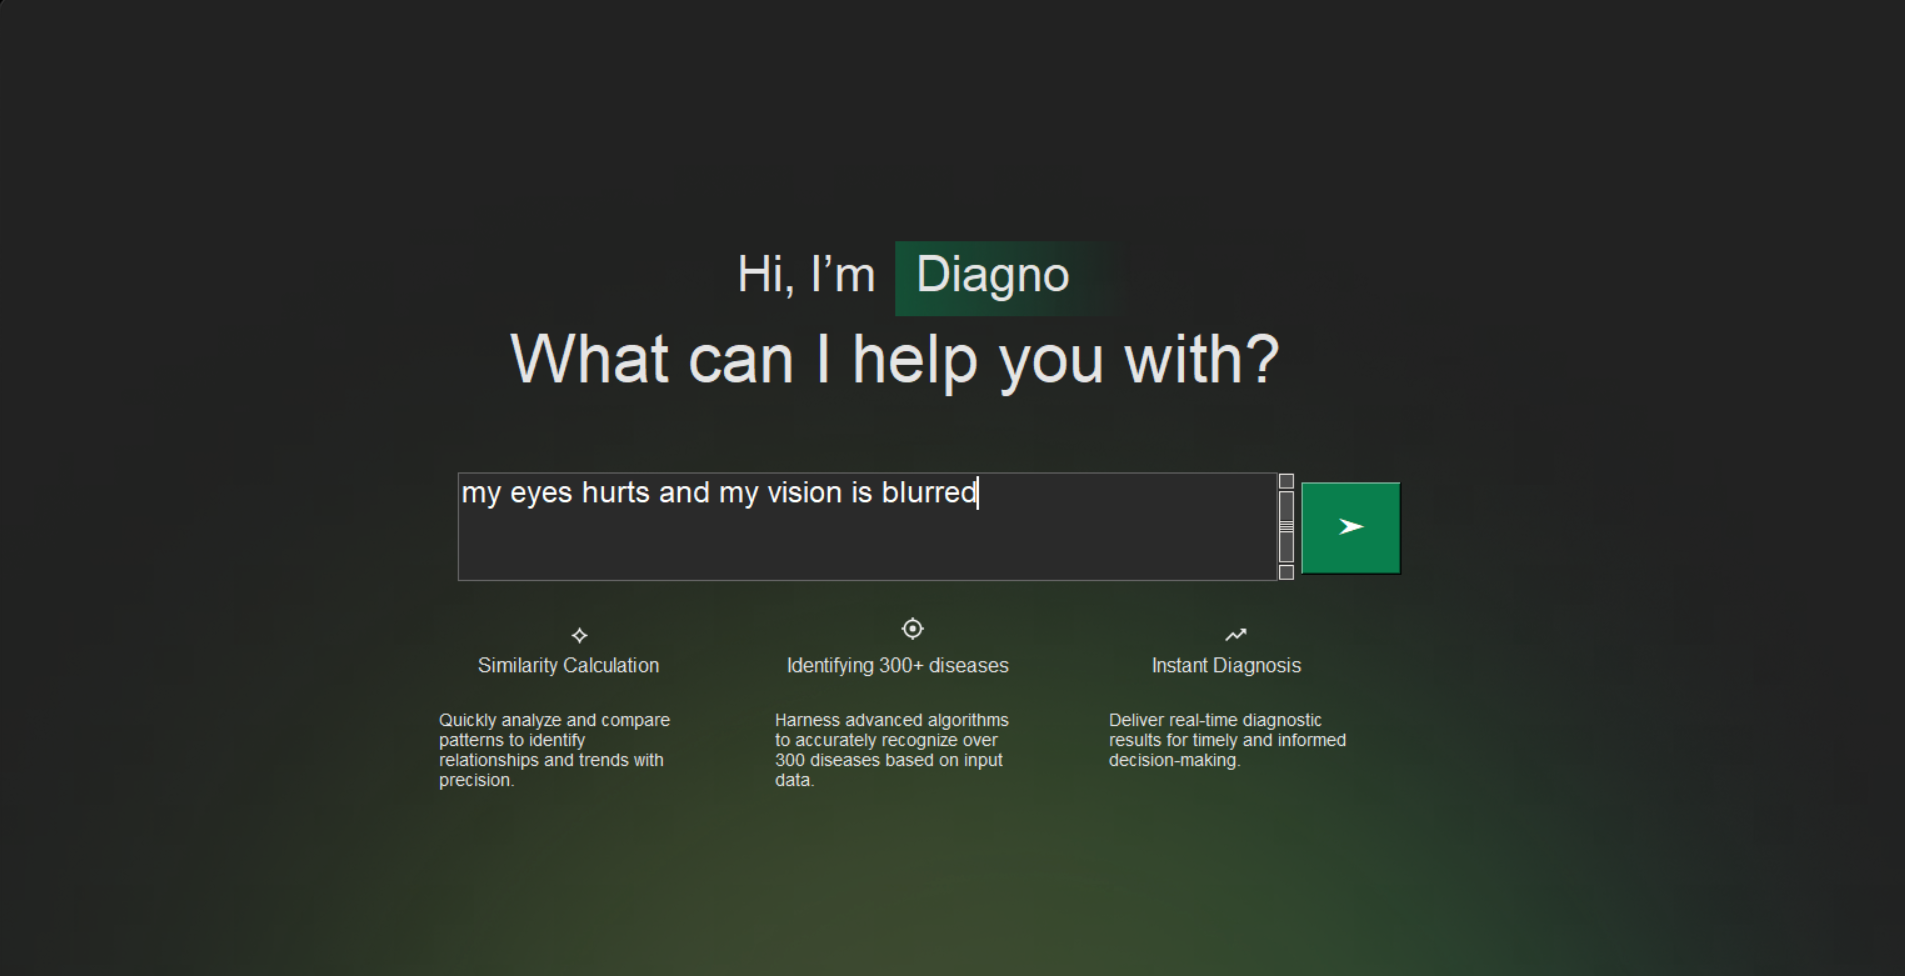 Hi, I’m Diagno
What can I help you with?
my eyes hurts and my vision is blurred
Similarity Calculation
Quickly analyze and compare
patterns to identify
relationships and trends with
precision.
Identifying 300+ diseases
Harness advanced algorithms
to accurately recognize over
300 diseases based on input
data.
Instant Diagnosis
Deliver real-time diagnostic
results for timely and informed
decision-making.